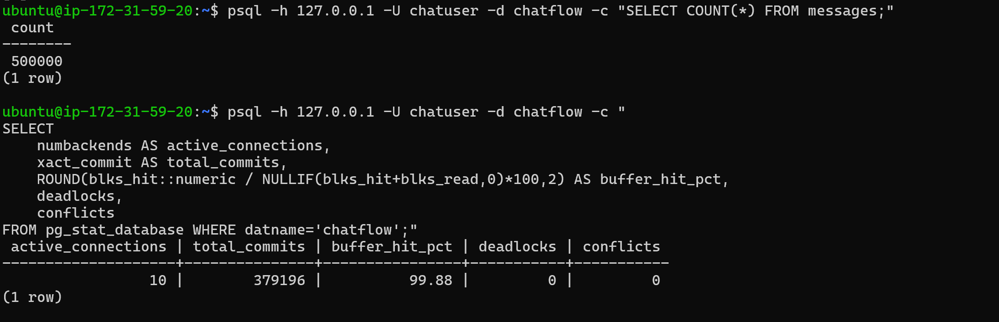 ubuntu@ip-172-31-59-20:~$ psql -h 127.0.0.1 -U chatuser -d chatflow -c "SELECT COUNT(*) FROM messages;"
 count
--------
 500000
(1 row)

ubuntu@ip-172-31-59-20:~$ psql -h 127.0.0.1 -U chatuser -d chatflow -c "
SELECT
    numbackends AS active_connections,
    xact_commit AS total_commits,
    ROUND(blks_hit::numeric / NULLIF(blks_hit+blks_read,0)*100,2) AS buffer_hit_pct,
    deadlocks,
    conflicts
FROM pg_stat_database WHERE datname='chatflow';"
 active_connections | total_commits | buffer_hit_pct | deadlocks | conflicts
--------------------+---------------+----------------+-----------+-----------
                 10 |        379196 |          99.88 |         0 |         0
(1 row)